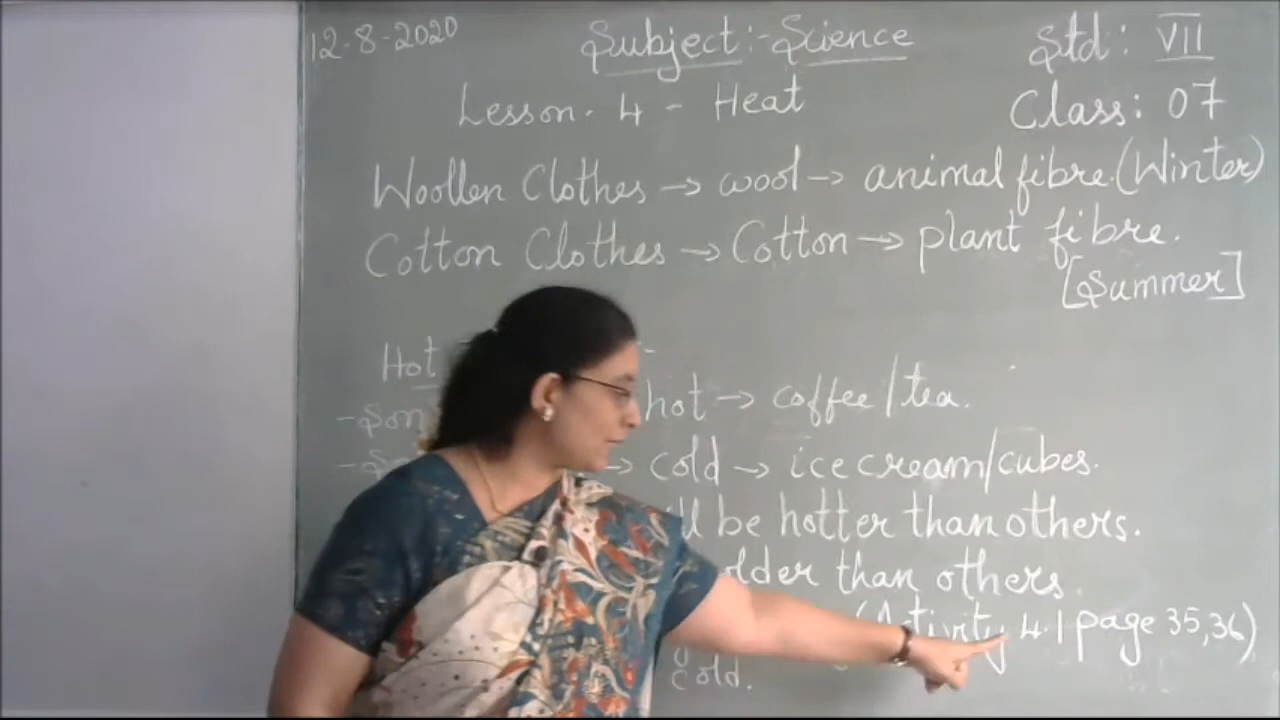 12-8-2020 Subject:- Science Std: VII
Lesson. 4 - Heat Class: 07
Woollen Clothes → wool → animal fibre. (Winter)
Cotton Clothes → Cotton → plant fibre.
[Summer]
Hot
hot → coffee/tea.
→ cold → ice cream/cubes.
be hotter than others.
than others.
(Activity 4.1 page 35,36)
cold.